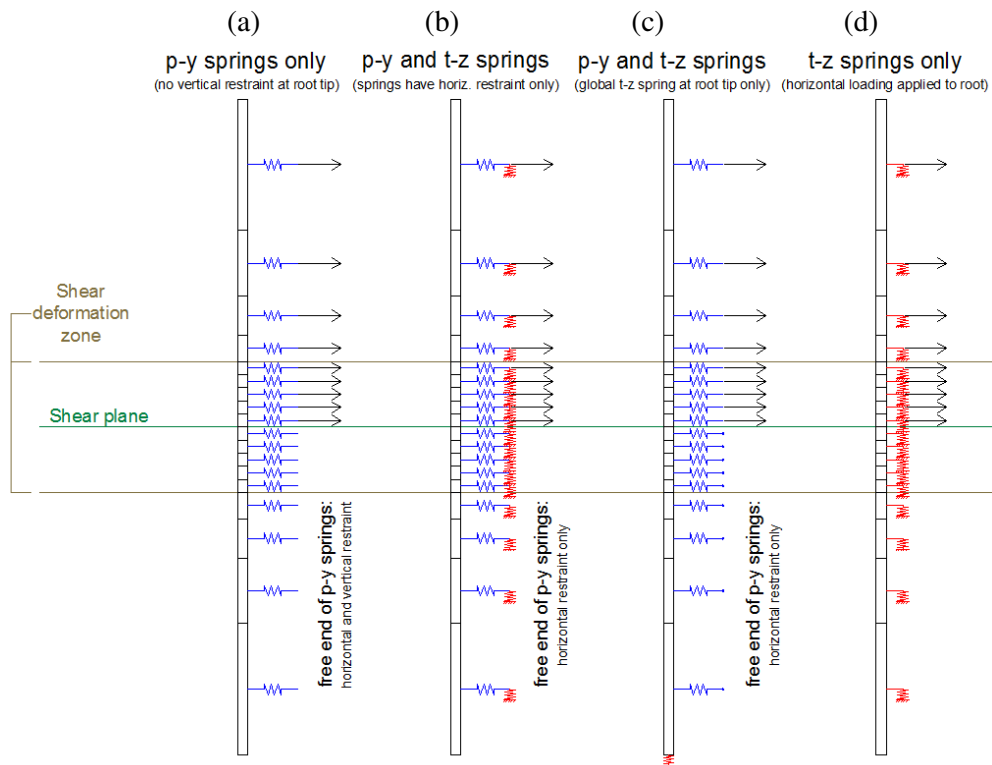 (a)
p-y springs only
(no vertical restraint at root tip)
(b)
p-y and t-z springs
(springs have horiz. restraint only)
(c)
p-y and t-z springs
(global t-z spring at root tip only)
(d)
t-z springs only
(horizontal loading applied to root)
Shear
deformation
zone
Shear plane
free end of p-y springs:
horizontal and vertical restraint
free end of p-y springs:
horizontal restraint only
free end of p-y springs:
horizontal restraint only